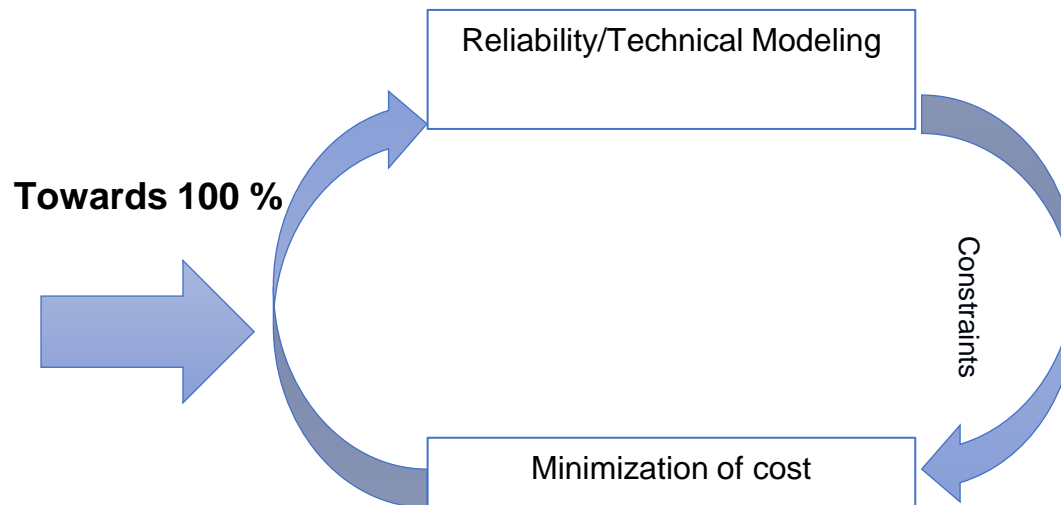 Reliability/Technical Modeling
Towards 100 %
Constraints
Minimization of cost